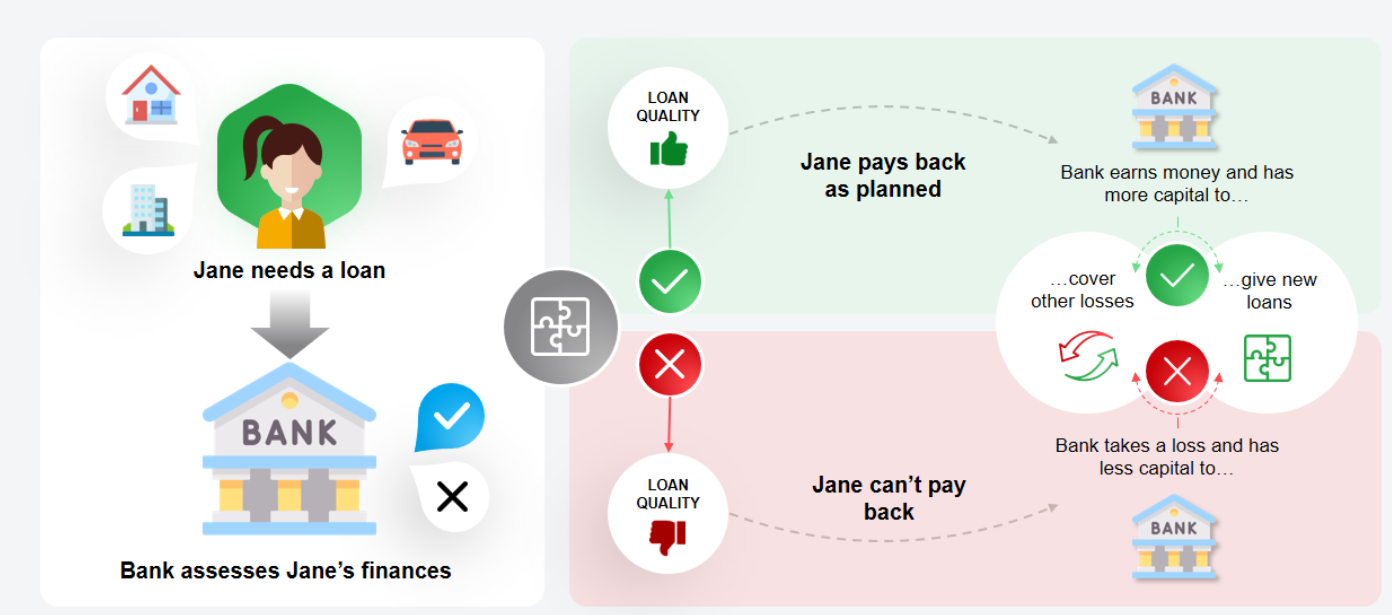 Jane needs a loan
BANK
Bank assesses Jane’s finances
LOAN
QUALITY
Jane pays back
as planned
BANK
Bank earns money and has
more capital to…
…cover
other losses
…give new
loans
Bank takes a loss and has
less capital to…
BANK
LOAN
QUALITY
Jane can’t pay
back